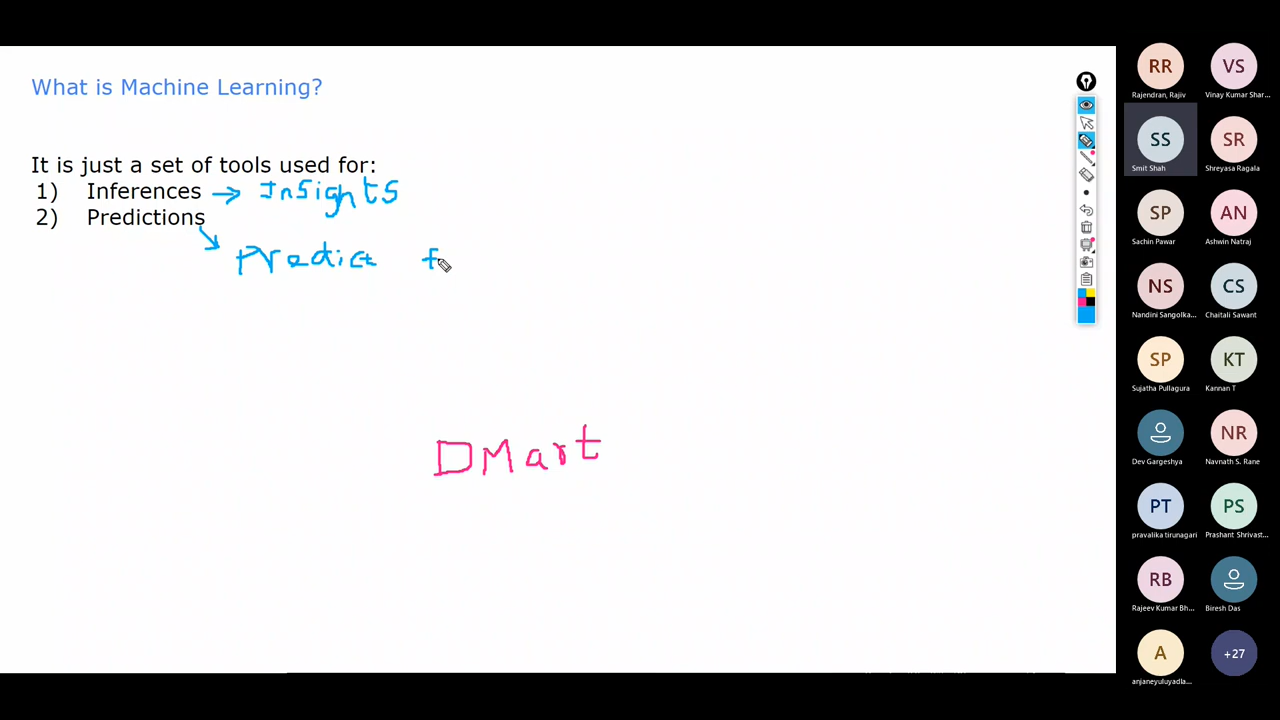 What is Machine Learning?
It is just a set of tools used for:
1) Inferences → Insights
2) Predictions
Predict f
DMart
RR
Rajendran, Rajiv
VS
Vinay Kumar Shar...
SS
Smit Shah
SR
Shreyasa Ragala
SP
Sachin Pawar
AN
Ashwin Natraj
NS
Nandini Sangolka...
CS
Chaitali Sawant
SP
Sujatha Pullagura
KT
Kannan T
Dev Gargeshya
NR
Navnath S. Rane
PT
pravalika tirunagari
PS
Prashant Shrivast...
RB
Rajeev Kumar Bh...
Biresh Das
A
anjaneyuluyadla...
+27